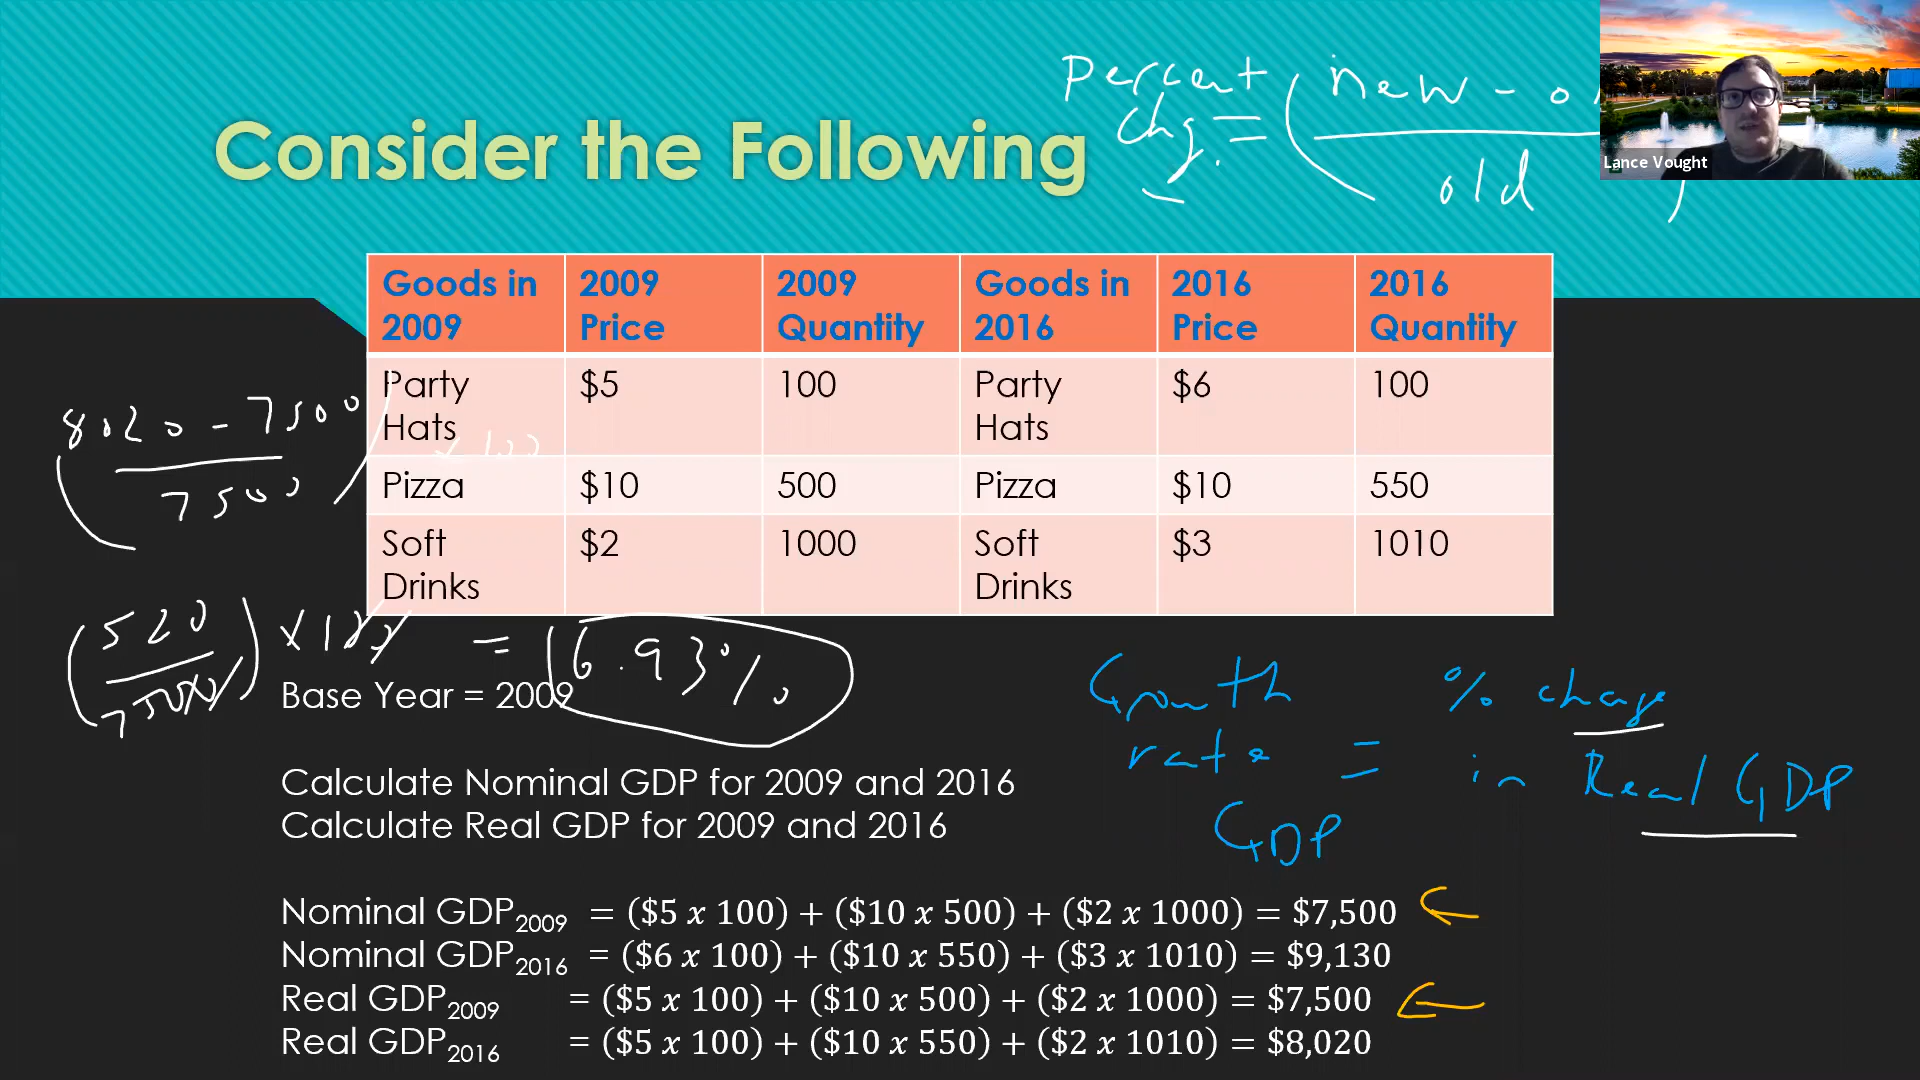 Percent
chg. = ( new - o
old )
Lance Vought
Consider the Following
Goods in 2009 | 2009 Price | 2009 Quantity | Goods in 2016 | 2016 Price | 2016 Quantity
Party Hats | $5 | 100 | Party Hats | $6 | 100
Pizza | $10 | 500 | Pizza | $10 | 550
Soft Drinks | $2 | 1000 | Soft Drinks | $3 | 1010
( 8020 - 7500
7500 ) x 100
( 520
7500 ) x 100 = 6.93%
Base Year = 2009
Growth
rate
GDP
= % change
in Real GDP
Calculate Nominal GDP for 2009 and 2016
Calculate Real GDP for 2009 and 2016
Nominal GDP2009 = ($5 x 100) + ($10 x 500) + ($2 x 1000) = $7,500
Nominal GDP2016 = ($6 x 100) + ($10 x 550) + ($3 x 1010) = $9,130
Real GDP2009 = ($5 x 100) + ($10 x 500) + ($2 x 1000) = $7,500
Real GDP2016 = ($5 x 100) + ($10 x 550) + ($2 x 1010) = $8,020